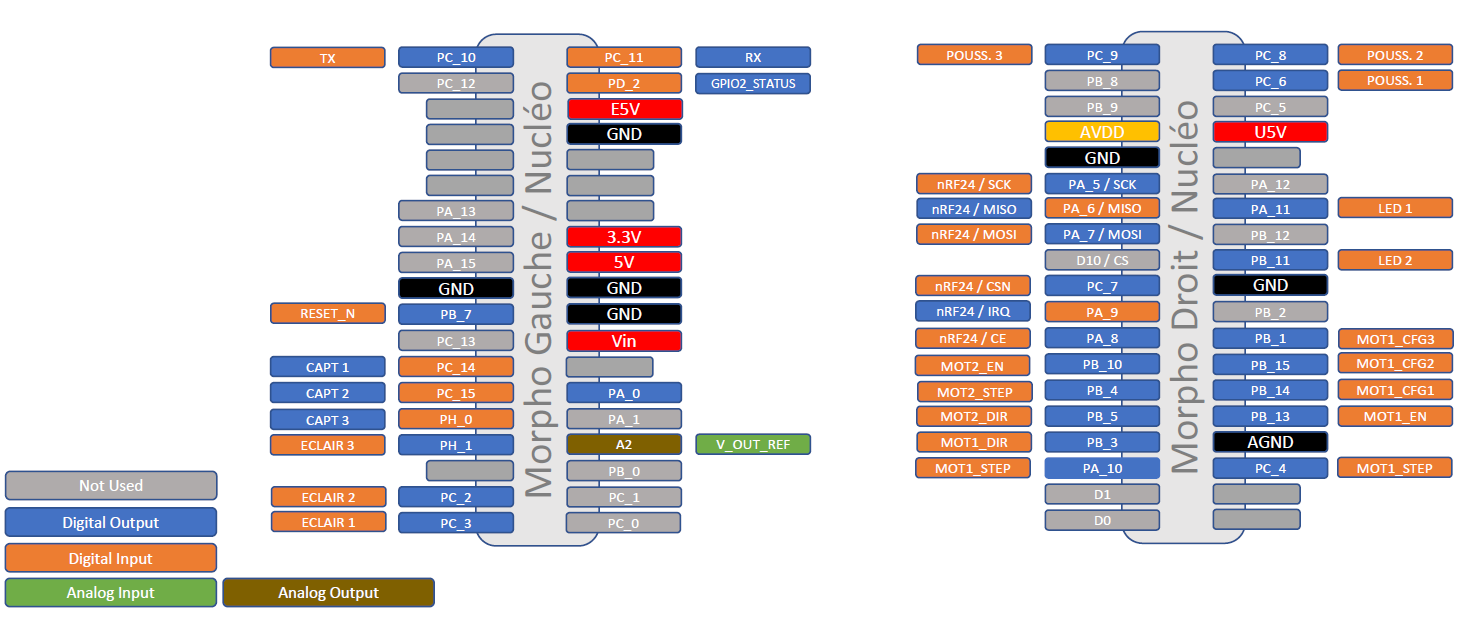 TX PC_10 PC_11 RX
PC_12 PD_2 GPIO2_STATUS
E5V
GND
PA_13
PA_14 3.3V
PA_15 5V
GND GND
RESET_N PB_7 GND
PC_13 Vin
CAPT 1 PC_14
CAPT 2 PC_15 PA_0
CAPT 3 PH_0 PA_1
ECLAIR 3 PH_1 A2 V_OUT_REF
PB_0
ECLAIR 2 PC_2 PC_1
ECLAIR 1 PC_3 PC_0
Morpho Gauche / Nucléo
POUSS. 3 PC_9 PC_8 POUSS. 2
PB_8 PC_6 POUSS. 1
PB_9 PC_5
AVDD U5V
GND
nRF24 / SCK PA_5 / SCK PA_12
nRF24 / MISO PA_6 / MISO PA_11 LED 1
nRF24 / MOSI PA_7 / MOSI PB_12
D10 / CS PB_11 LED 2
nRF24 / CSN PC_7 GND
nRF24 / IRQ PA_9 PB_2
nRF24 / CE PA_8 PB_1 MOT1_CFG3
MOT2_EN PB_10 PB_15 MOT1_CFG2
MOT2_STEP PB_4 PB_14 MOT1_CFG1
MOT2_DIR PB_5 PB_13 MOT1_EN
MOT1_DIR PB_3 AGND
MOT1_STEP PA_10 PC_4 MOT1_STEP
D1
D0
Morpho Droit / Nucléo
Not Used
Digital Output
Digital Input
Analog Input Analog Output